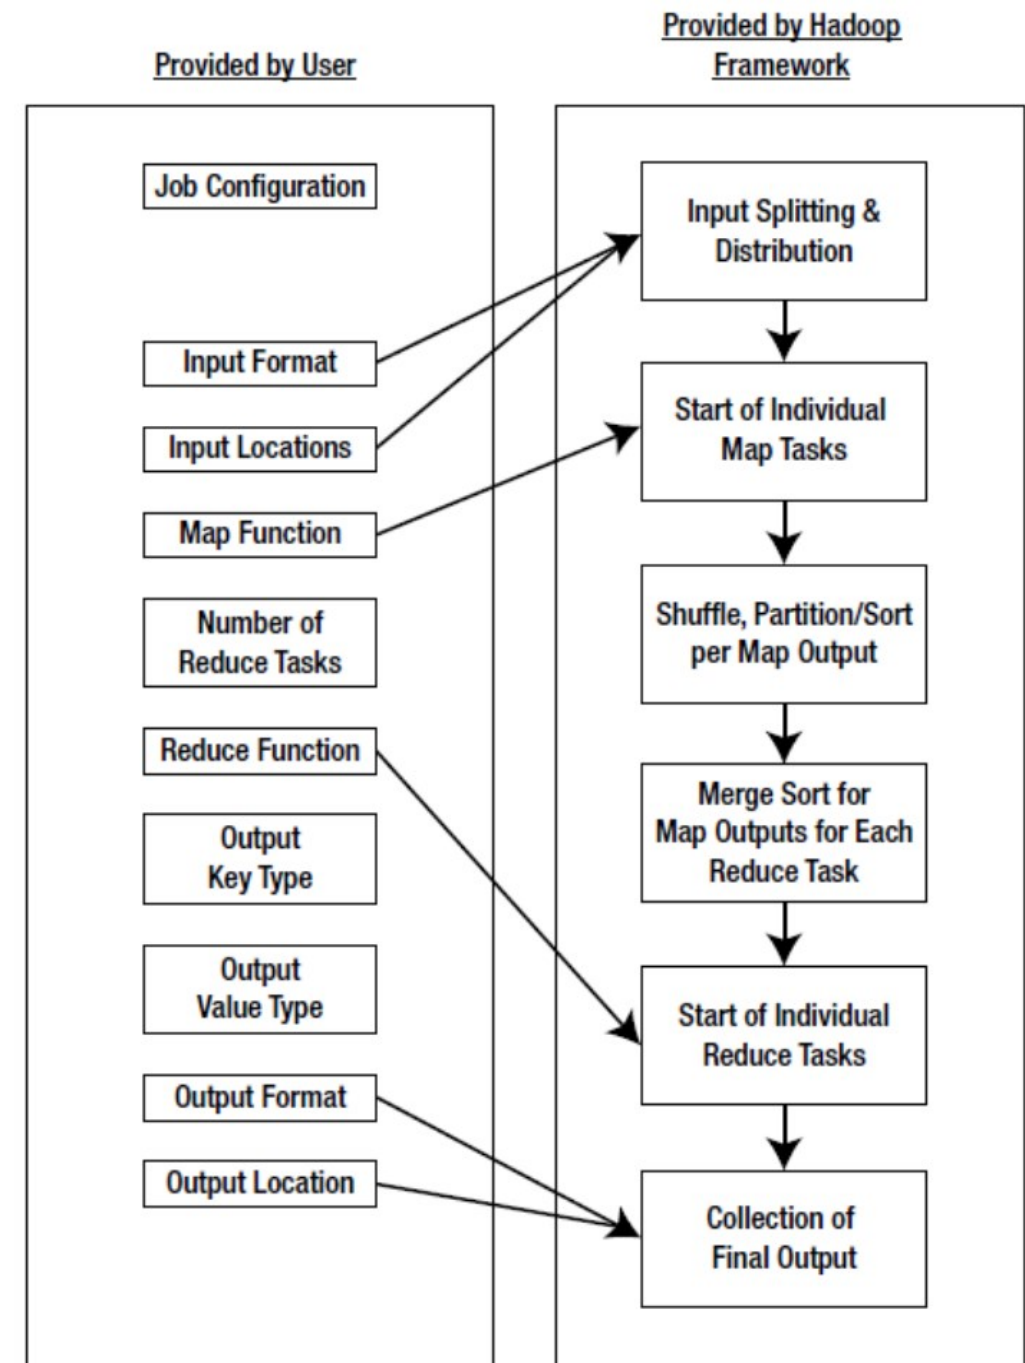 Provided by User
Job Configuration
Input Format
Input Locations
Map Function
Number of
Reduce Tasks
Reduce Function
Output
Key Type
Output
Value Type
Output Format
Output Location
Provided by Hadoop
Framework
Input Splitting &
Distribution
Start of Individual
Map Tasks
Shuffle, Partition/Sort
per Map Output
Merge Sort for
Map Outputs for Each
Reduce Task
Start of Individual
Reduce Tasks
Collection of
Final Output